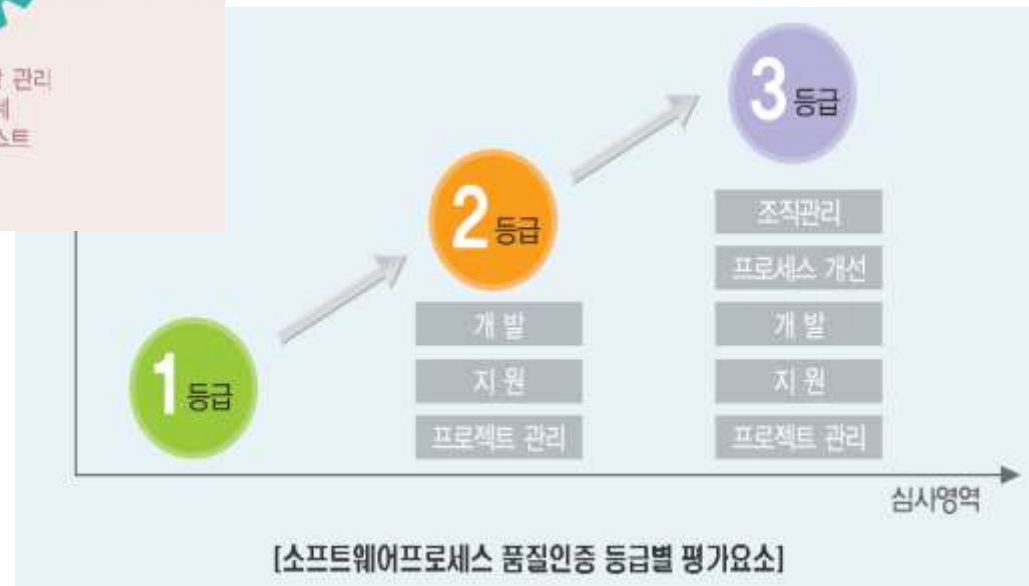 관리
3등급
조직관리
2등급
프로세스 개선
개 발
개 발
1등급
지 원
지 원
프로젝트 관리
프로젝트 관리
심사영역
[소프트웨어프로세스 품질인증 등급별 평가요소]